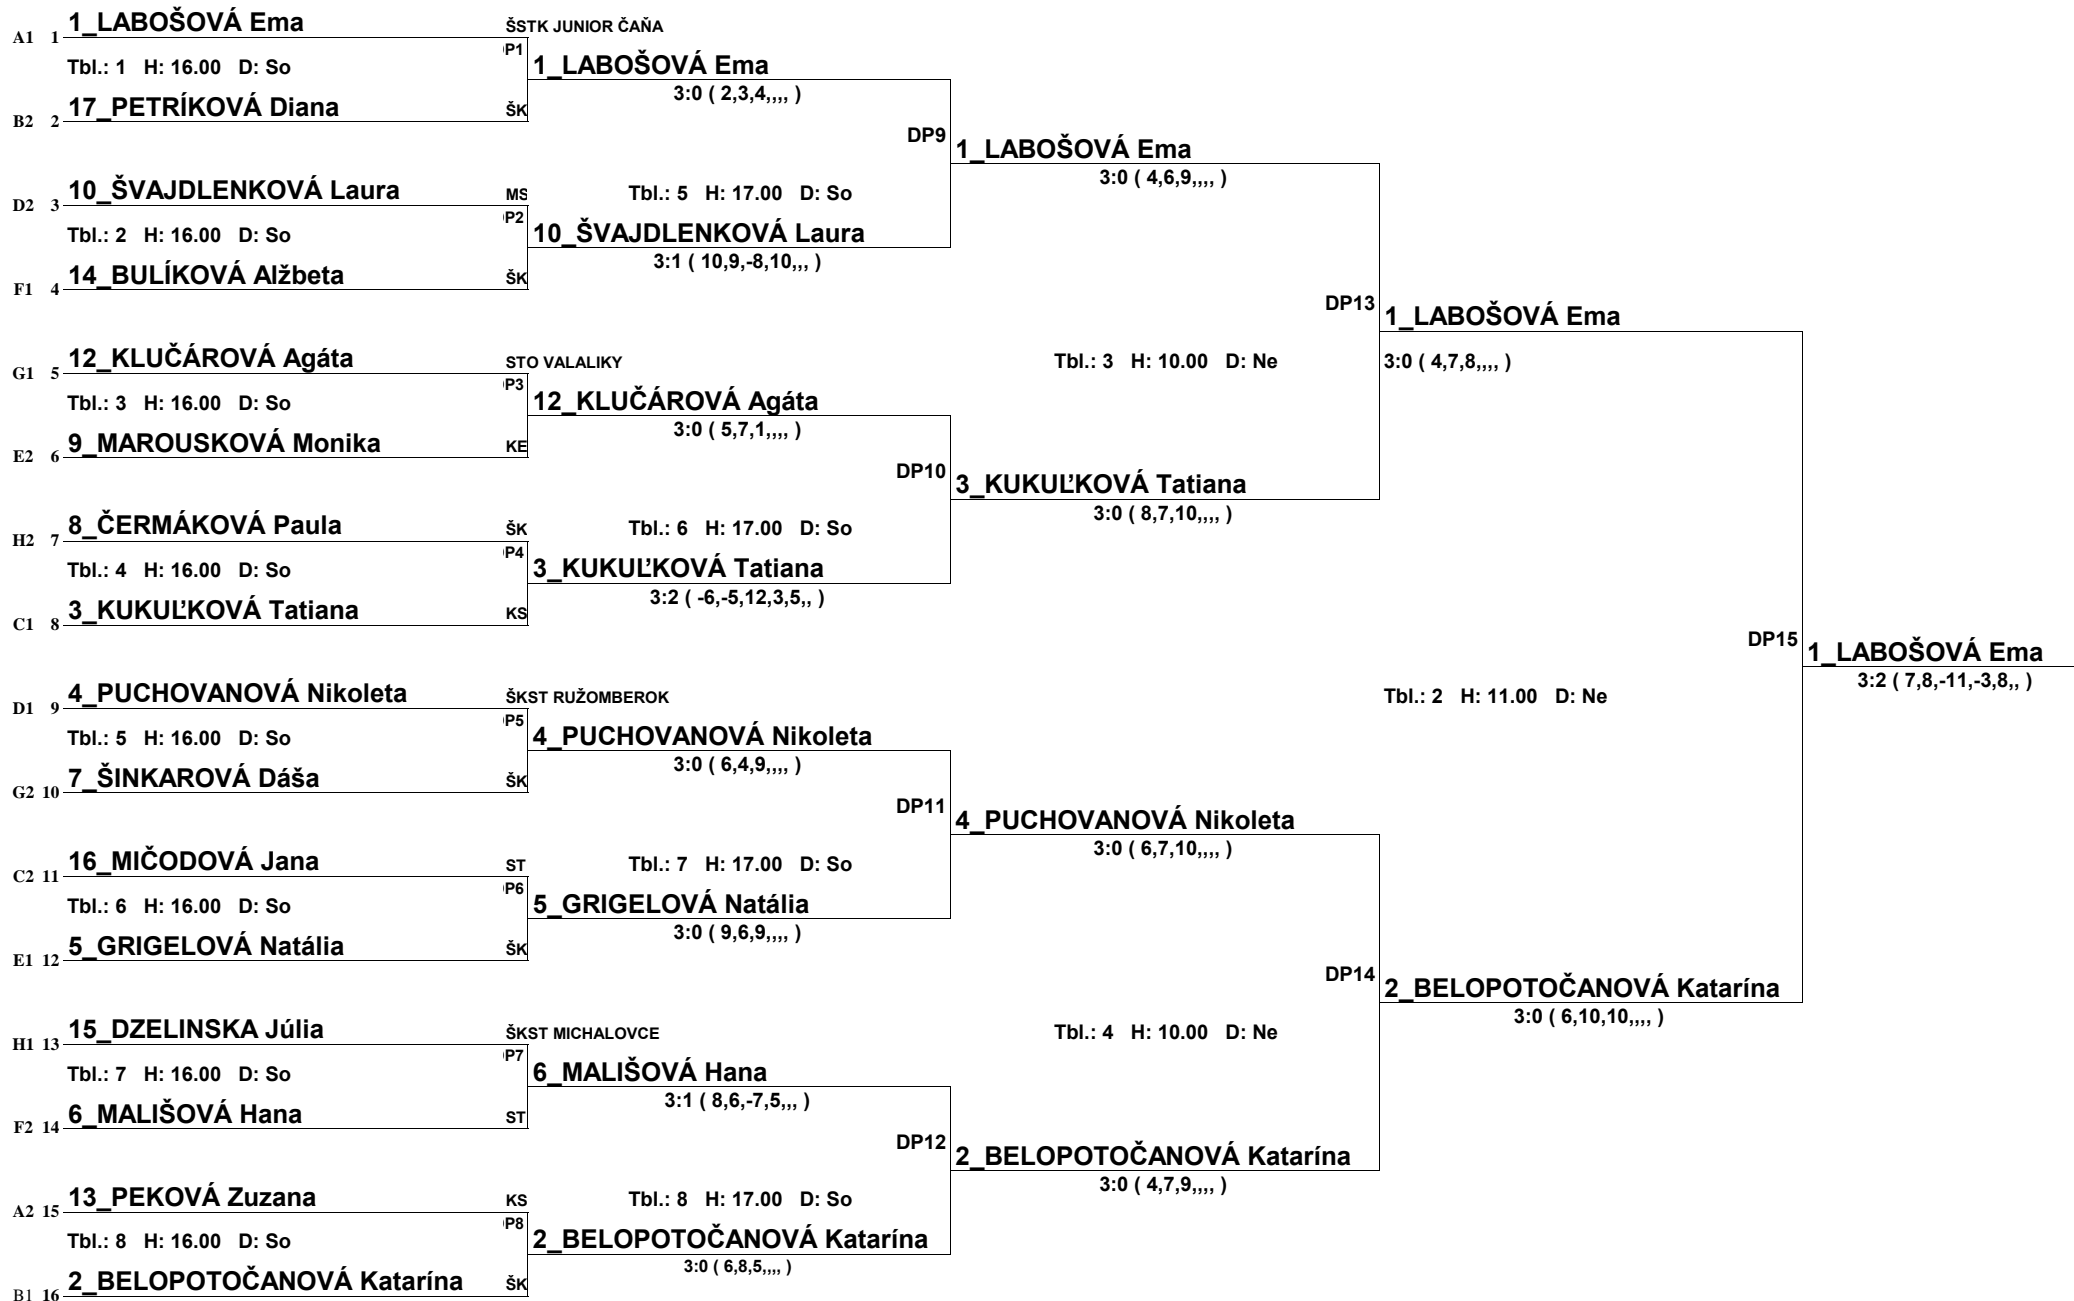 A1 1 1_LABOŠOVÁ Ema ŠSTK JUNIOR ČAŇA
P1
Tbl.: 1 H: 16.00 D: So
1_LABOŠOVÁ Ema
3:0 ( 2,3,4,,,, )
B2 2 17_PETRÍKOVÁ Diana ŠK
DP9
1_LABOŠOVÁ Ema
3:0 ( 4,6,9,,,, )
D2 3 10_ŠVAJDLENKOVÁ Laura MS
Tbl.: 5 H: 17.00 D: So
P2
Tbl.: 2 H: 16.00 D: So
10_ŠVAJDLENKOVÁ Laura
3:1 ( 10,9,-8,10,,, )
F1 4 14_BULÍKOVÁ Alžbeta ŠK
DP13
1_LABOŠOVÁ Ema
3:0 ( 4,7,8,,,, )
G1 5 12_KLUČÁROVÁ Agáta STO VALALIKY
Tbl.: 3 H: 10.00 D: Ne
P3
Tbl.: 3 H: 16.00 D: So
12_KLUČÁROVÁ Agáta
3:0 ( 5,7,1,,,, )
E2 6 9_MAROUSKOVÁ Monika KE
DP10
3_KUKUĽKOVÁ Tatiana
3:0 ( 8,7,10,,,, )
H2 7 8_ČERMÁKOVÁ Paula ŠK
Tbl.: 6 H: 17.00 D: So
P4
Tbl.: 4 H: 16.00 D: So
3_KUKUĽKOVÁ Tatiana
3:2 ( -6,-5,12,3,5,, )
C1 8 3_KUKUĽKOVÁ Tatiana KS
DP15
1_LABOŠOVÁ Ema
3:2 ( 7,8,-11,-3,8,, )
D1 9 4_PUCHOVANOVÁ Nikoleta ŠKST RUŽOMBEROK
Tbl.: 2 H: 11.00 D: Ne
P5
Tbl.: 5 H: 16.00 D: So
4_PUCHOVANOVÁ Nikoleta
3:0 ( 6,4,9,,,, )
G2 10 7_ŠINKAROVÁ Dáša ŠK
DP11
4_PUCHOVANOVÁ Nikoleta
3:0 ( 6,7,10,,,, )
C2 11 16_MIČODOVÁ Jana ST
Tbl.: 7 H: 17.00 D: So
P6
Tbl.: 6 H: 16.00 D: So
5_GRIGELOVÁ Natália
3:0 ( 9,6,9,,,, )
E1 12 5_GRIGELOVÁ Natália ŠK
DP14
2_BELOPOTOČANOVÁ Katarína
3:0 ( 6,10,10,,,, )
H1 13 15_DZELINSKA Júlia ŠKST MICHALOVCE
Tbl.: 4 H: 10.00 D: Ne
P7
Tbl.: 7 H: 16.00 D: So
6_MALIŠOVÁ Hana
3:1 ( 8,6,-7,5,,, )
F2 14 6_MALIŠOVÁ Hana ST
DP12
2_BELOPOTOČANOVÁ Katarína
3:0 ( 4,7,9,,,, )
A2 15 13_PEKOVÁ Zuzana KS
Tbl.: 8 H: 17.00 D: So
P8
Tbl.: 8 H: 16.00 D: So
2_BELOPOTOČANOVÁ Katarína
3:0 ( 6,8,5,,,, )
B1 16 2_BELOPOTOČANOVÁ Katarína ŠK